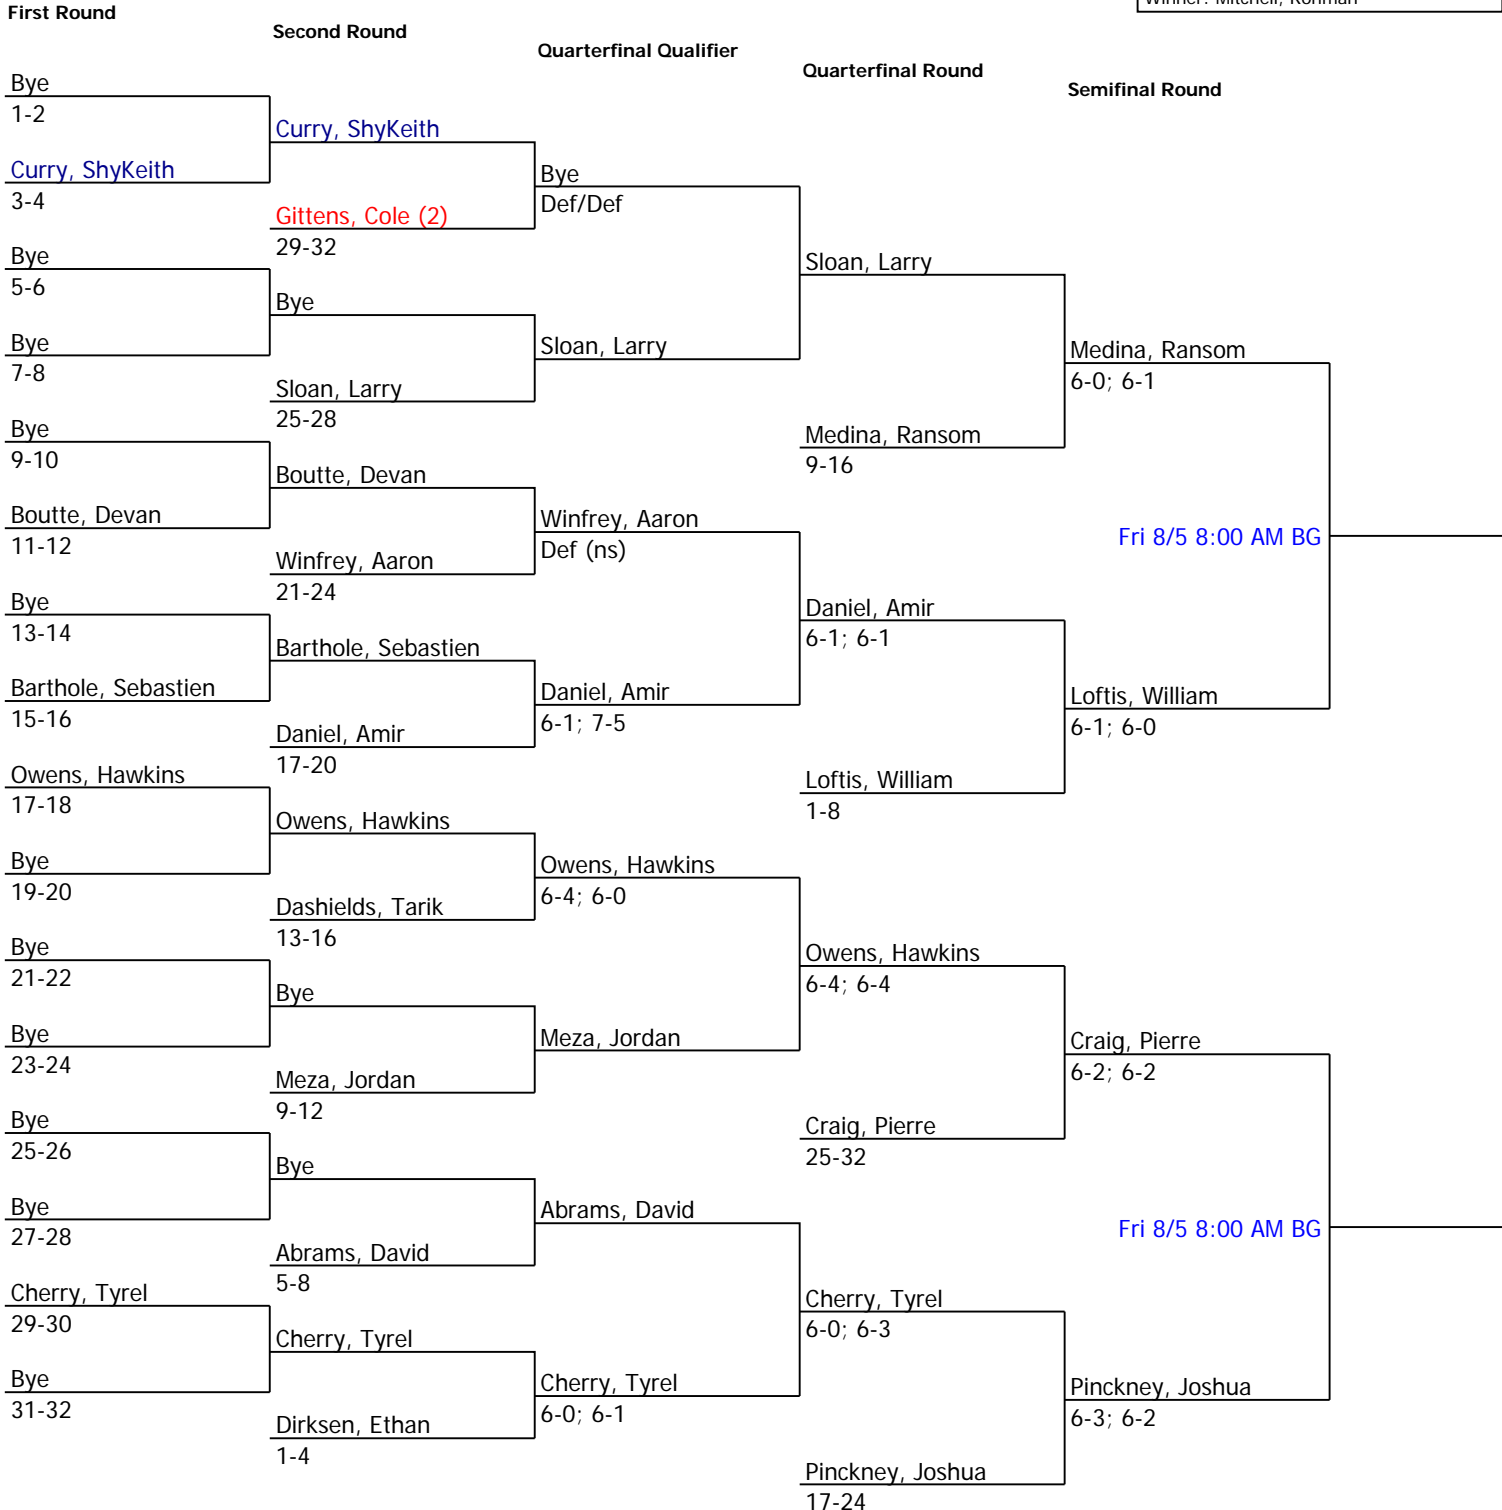 Winner: Mitchell, Rohman
First Round
Second Round
Quarterfinal Qualifier
Quarterfinal Round
Semifinal Round
Bye
1-2
Curry, ShyKeith
3-4
Bye
5-6
Bye
7-8
Bye
9-10
Boutte, Devan
11-12
Bye
13-14
Barthole, Sebastien
15-16
Owens, Hawkins
17-18
Bye
19-20
Bye
21-22
Bye
23-24
Bye
25-26
Bye
27-28
Cherry, Tyrel
29-30
Bye
31-32
Curry, ShyKeith
Gittens, Cole (2)
29-32
Bye
Sloan, Larry
25-28
Boutte, Devan
Winfrey, Aaron
21-24
Barthole, Sebastien
Daniel, Amir
17-20
Owens, Hawkins
Dashields, Tarik
13-16
Bye
Meza, Jordan
9-12
Bye
Abrams, David
5-8
Cherry, Tyrel
Dirksen, Ethan
1-4
Bye
Def/Def
Sloan, Larry
Winfrey, Aaron
Def (ns)
Daniel, Amir
6-1; 7-5
Owens, Hawkins
6-4; 6-0
Meza, Jordan
Abrams, David
Cherry, Tyrel
6-0; 6-1
Sloan, Larry
Medina, Ransom
9-16
Daniel, Amir
6-1; 6-1
Loftis, William
1-8
Owens, Hawkins
6-4; 6-4
Craig, Pierre
25-32
Cherry, Tyrel
6-0; 6-3
Pinckney, Joshua
17-24
Medina, Ransom
6-0; 6-1
Fri 8/5 8:00 AM BG
Loftis, William
6-1; 6-0
Craig, Pierre
6-2; 6-2
Fri 8/5 8:00 AM BG
Pinckney, Joshua
6-3; 6-2